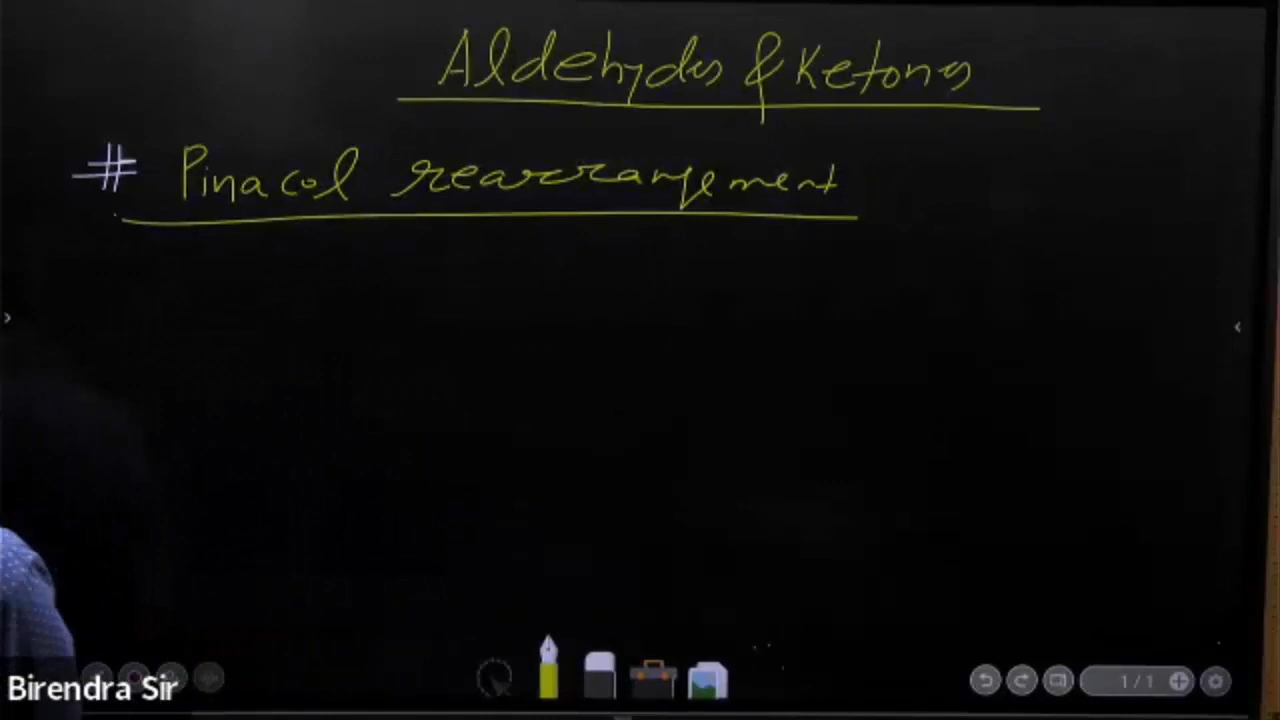 Aldehydes & Ketones
# Pinacol rearrangement
Birendra Sir
1/1